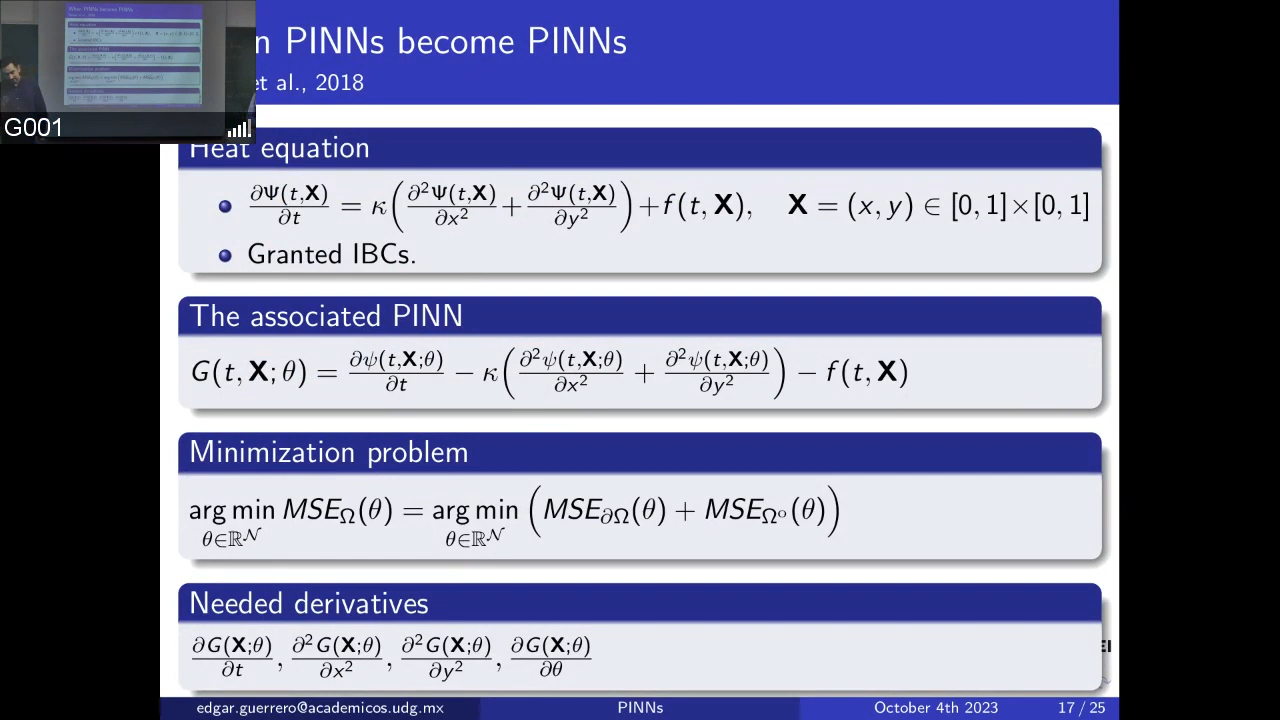 n PINNs become PINNs
et al., 2018
G001
Heat equation
∂Ψ(t,X)/∂t = κ(∂²Ψ(t,X)/∂x² + ∂²Ψ(t,X)/∂y²) + f(t, X), X = (x, y) ∈ [0, 1]×[0, 1]
Granted IBCs.
The associated PINN
G(t, X; θ) = ∂ψ(t,X;θ)/∂t − κ(∂²ψ(t,X;θ)/∂x² + ∂²ψ(t,X;θ)/∂y²) − f(t, X)
Minimization problem
arg min θ∈ℝ^𝒩 MSE_Ω(θ) = arg min θ∈ℝ^𝒩 (MSE_∂Ω(θ) + MSE_Ω°(θ))
Needed derivatives
∂G(X;θ)/∂t, ∂²G(X;θ)/∂x², ∂²G(X;θ)/∂y², ∂G(X;θ)/∂θ
edgar.guerrero@academicos.udg.mx PINNs October 4th 2023 17 / 25